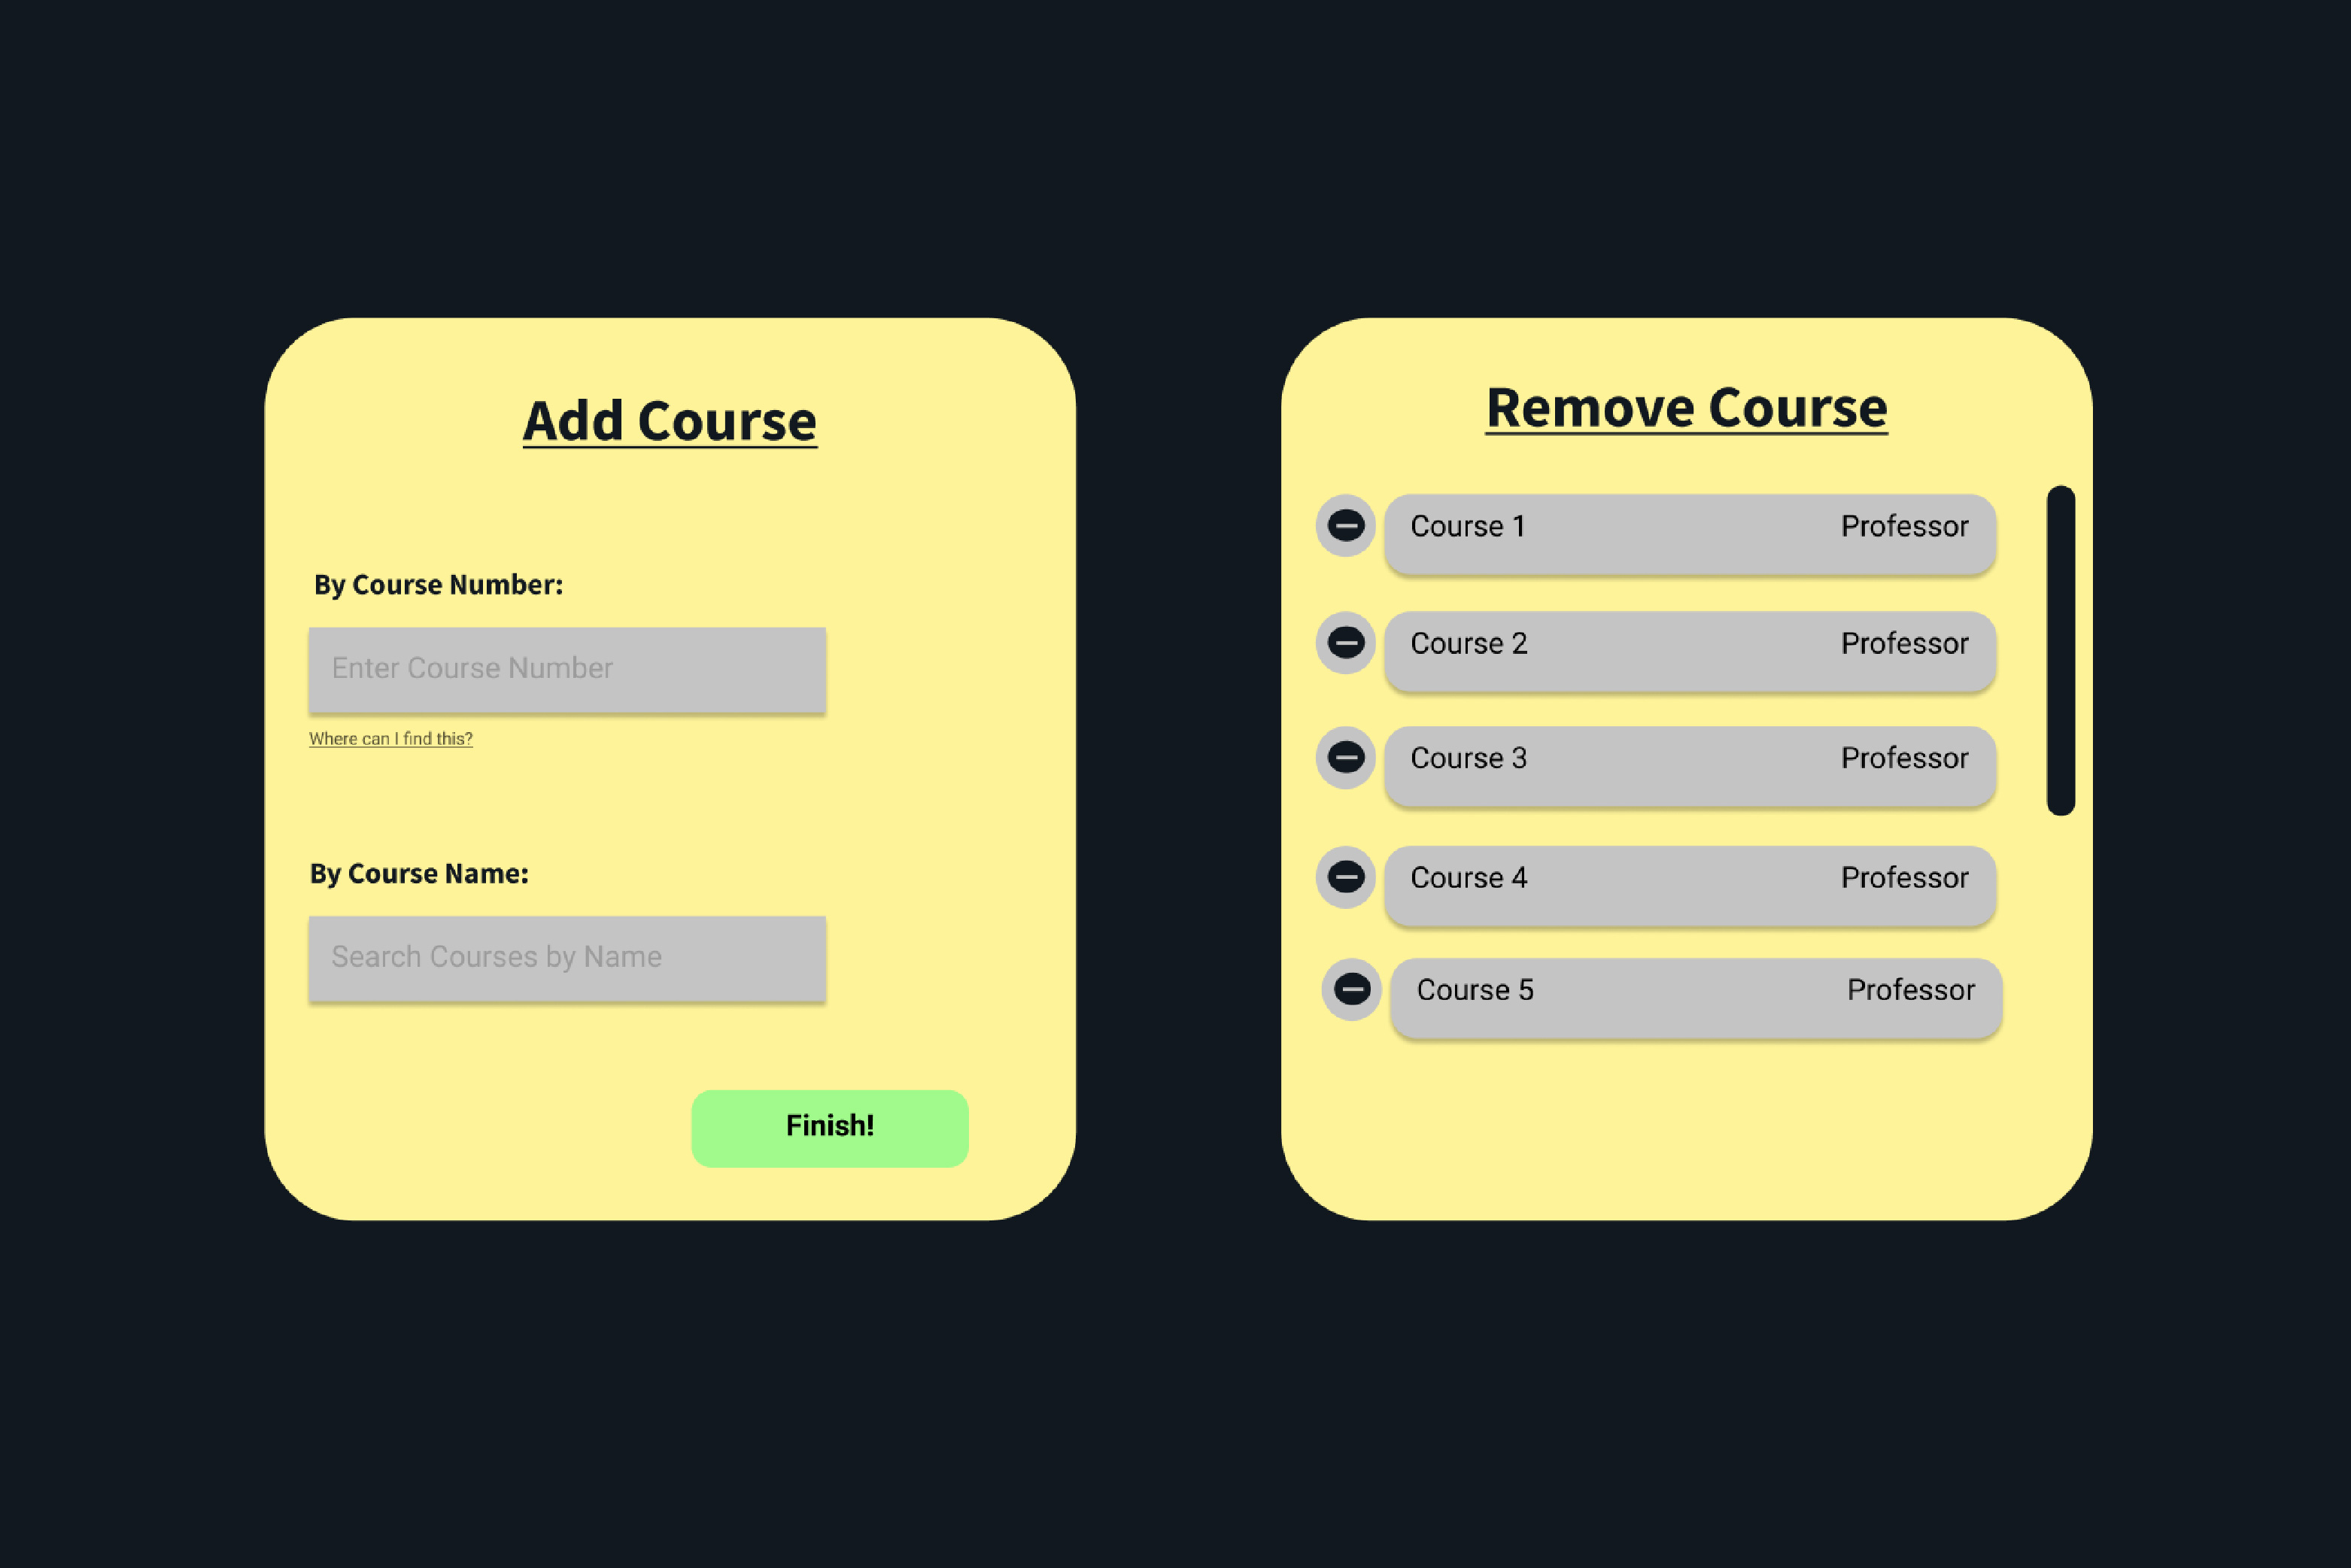 Add Course
By Course Number:
Enter Course Number
Where can I find this?
By Course Name:
Search Courses by Name
Finish!
Remove Course
Course 1 Professor
Course 2 Professor
Course 3 Professor
Course 4 Professor
Course 5 Professor